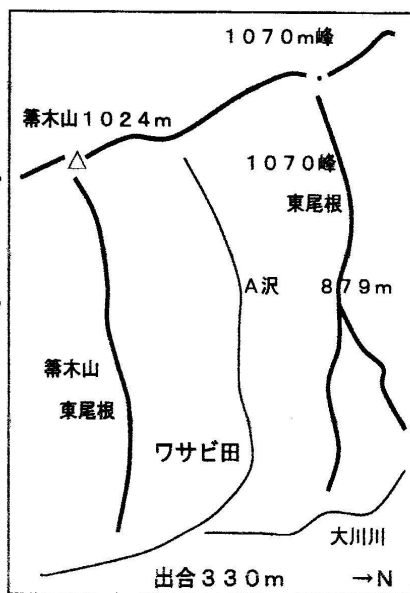 1070m峰
箒木山1024m
1070峰
東尾根
A沢
879m
箒木山
東尾根
ワサビ田
大川川
出合330m
→N